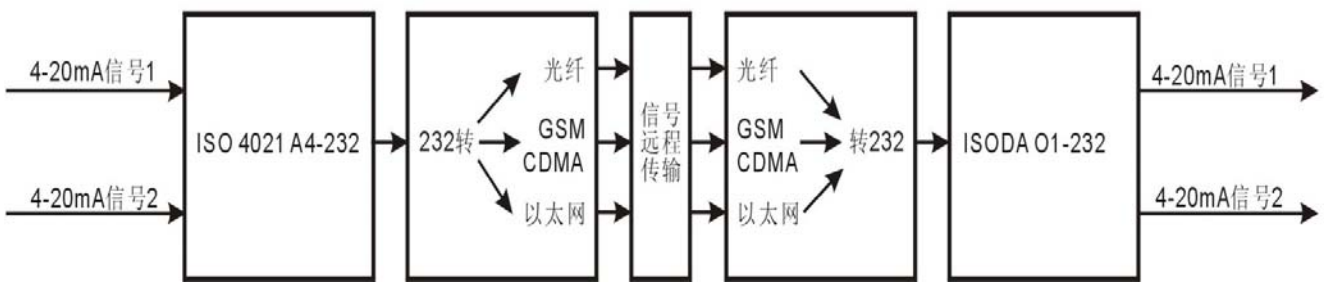 4-20mA信号1
4-20mA信号2
ISO 4021 A4-232
232转
光纤
GSM
CDMA
以太网
信号
远程
传输
光纤
GSM
CDMA
以太网
转232
ISODA O1-232
4-20mA信号1
4-20mA信号2